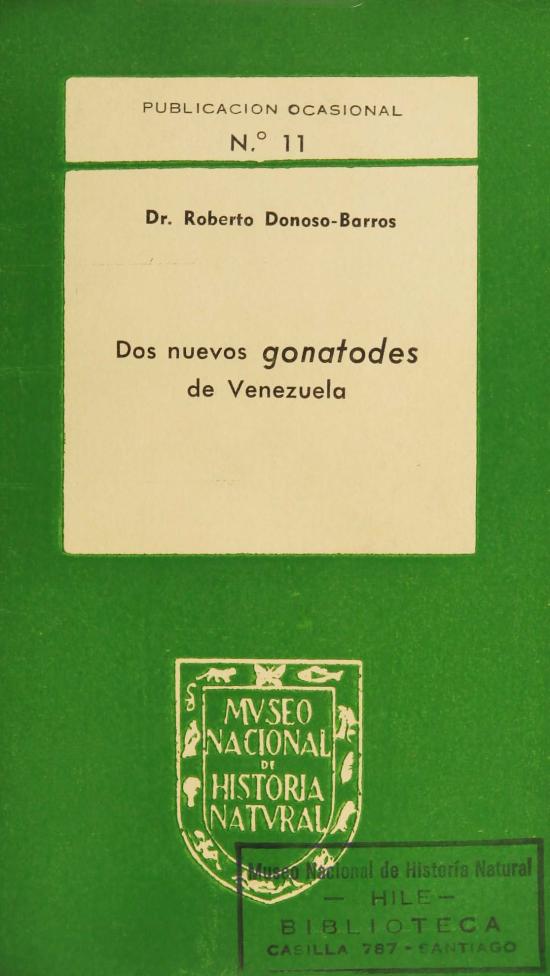 PUBLICACION OCASIONAL
N.º 11
Dr. Roberto Donoso-Barros
Dos nuevos gonatodes
de Venezuela
MVSEO
NACIONAL
DE
HISTORIA
NATVRAL
Museo Nacional de Historia Natural
— HILE —
BIBLIOTECA
CASILLA 787 - SANTIAGO